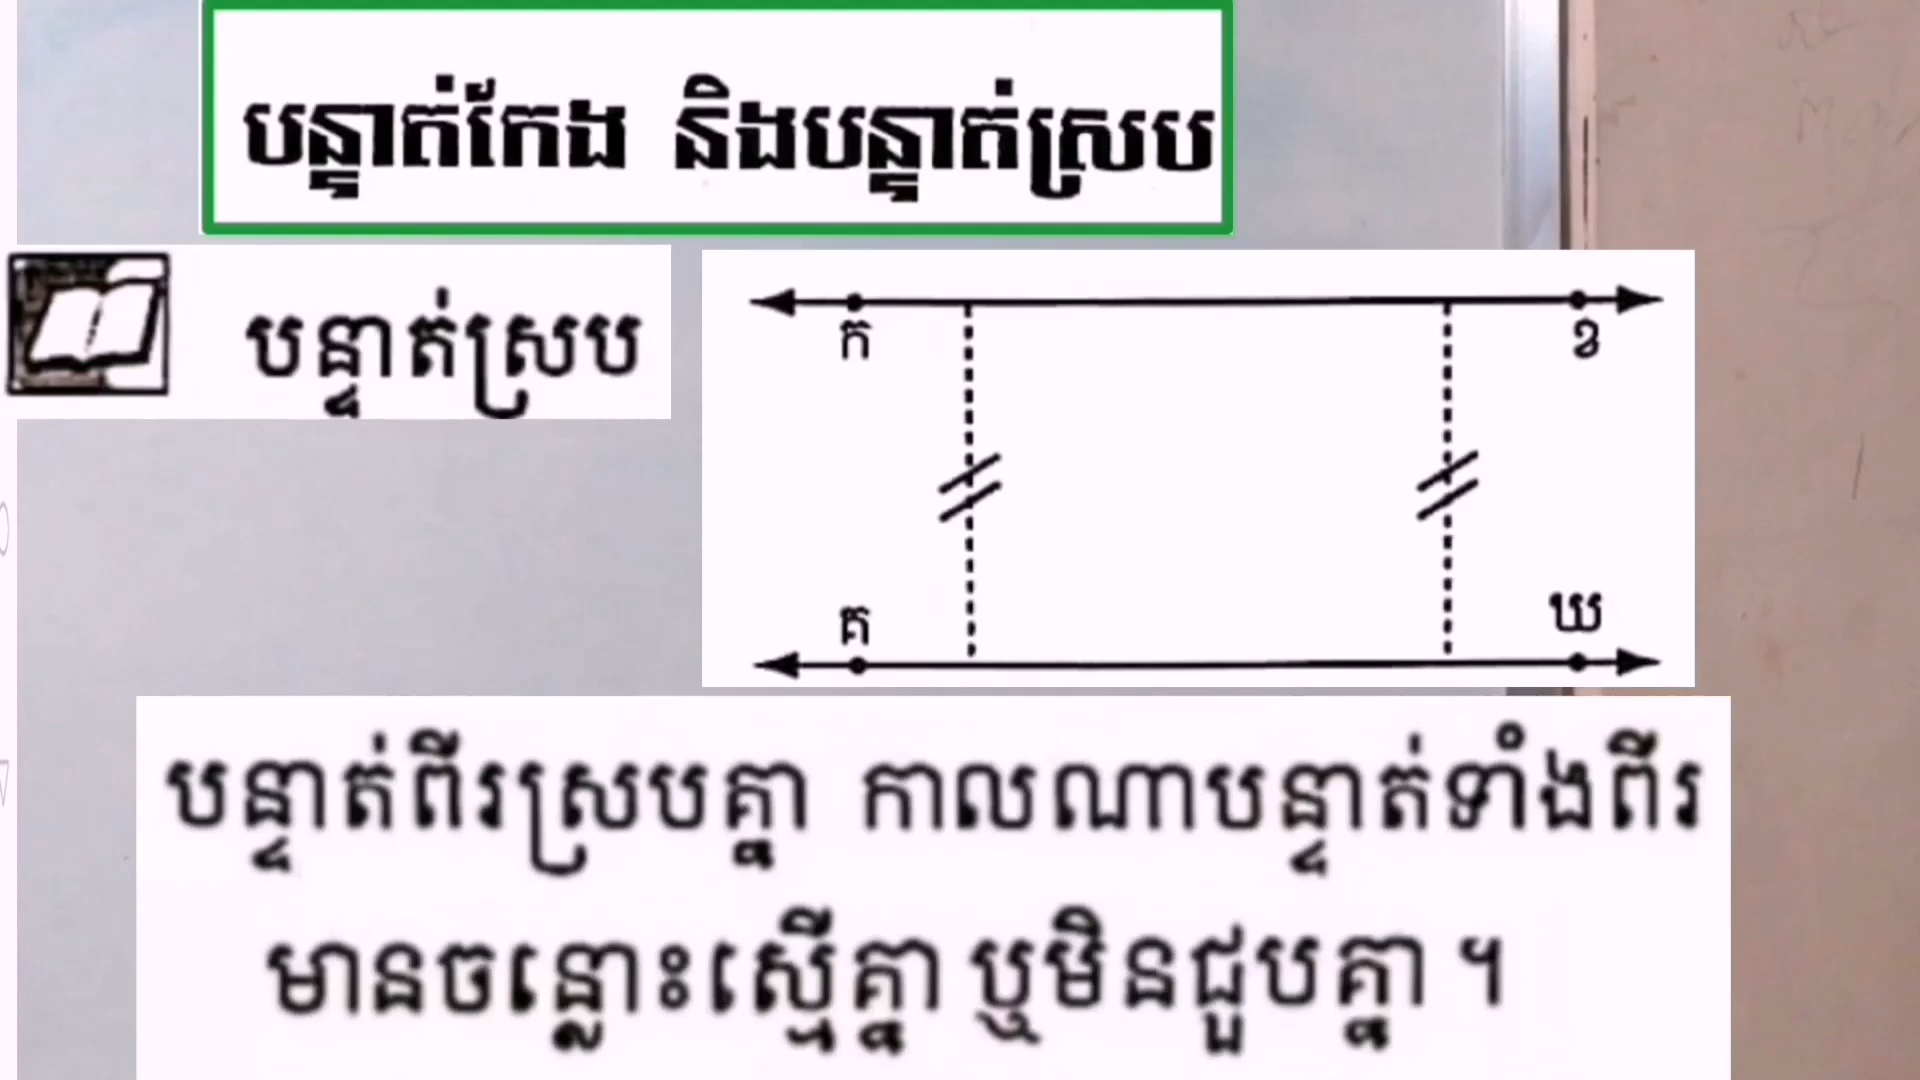 បន្ទាត់កែង និងបន្ទាត់ស្រប
បន្ទាត់ស្រប
ក
ខ
គ
ឃ
បន្ទាត់ពីរស្របគ្នា កាលណាបន្ទាត់ទាំងពីរ
មានចន្លោះស្មើគ្នា ឬមិនជួបគ្នា ។